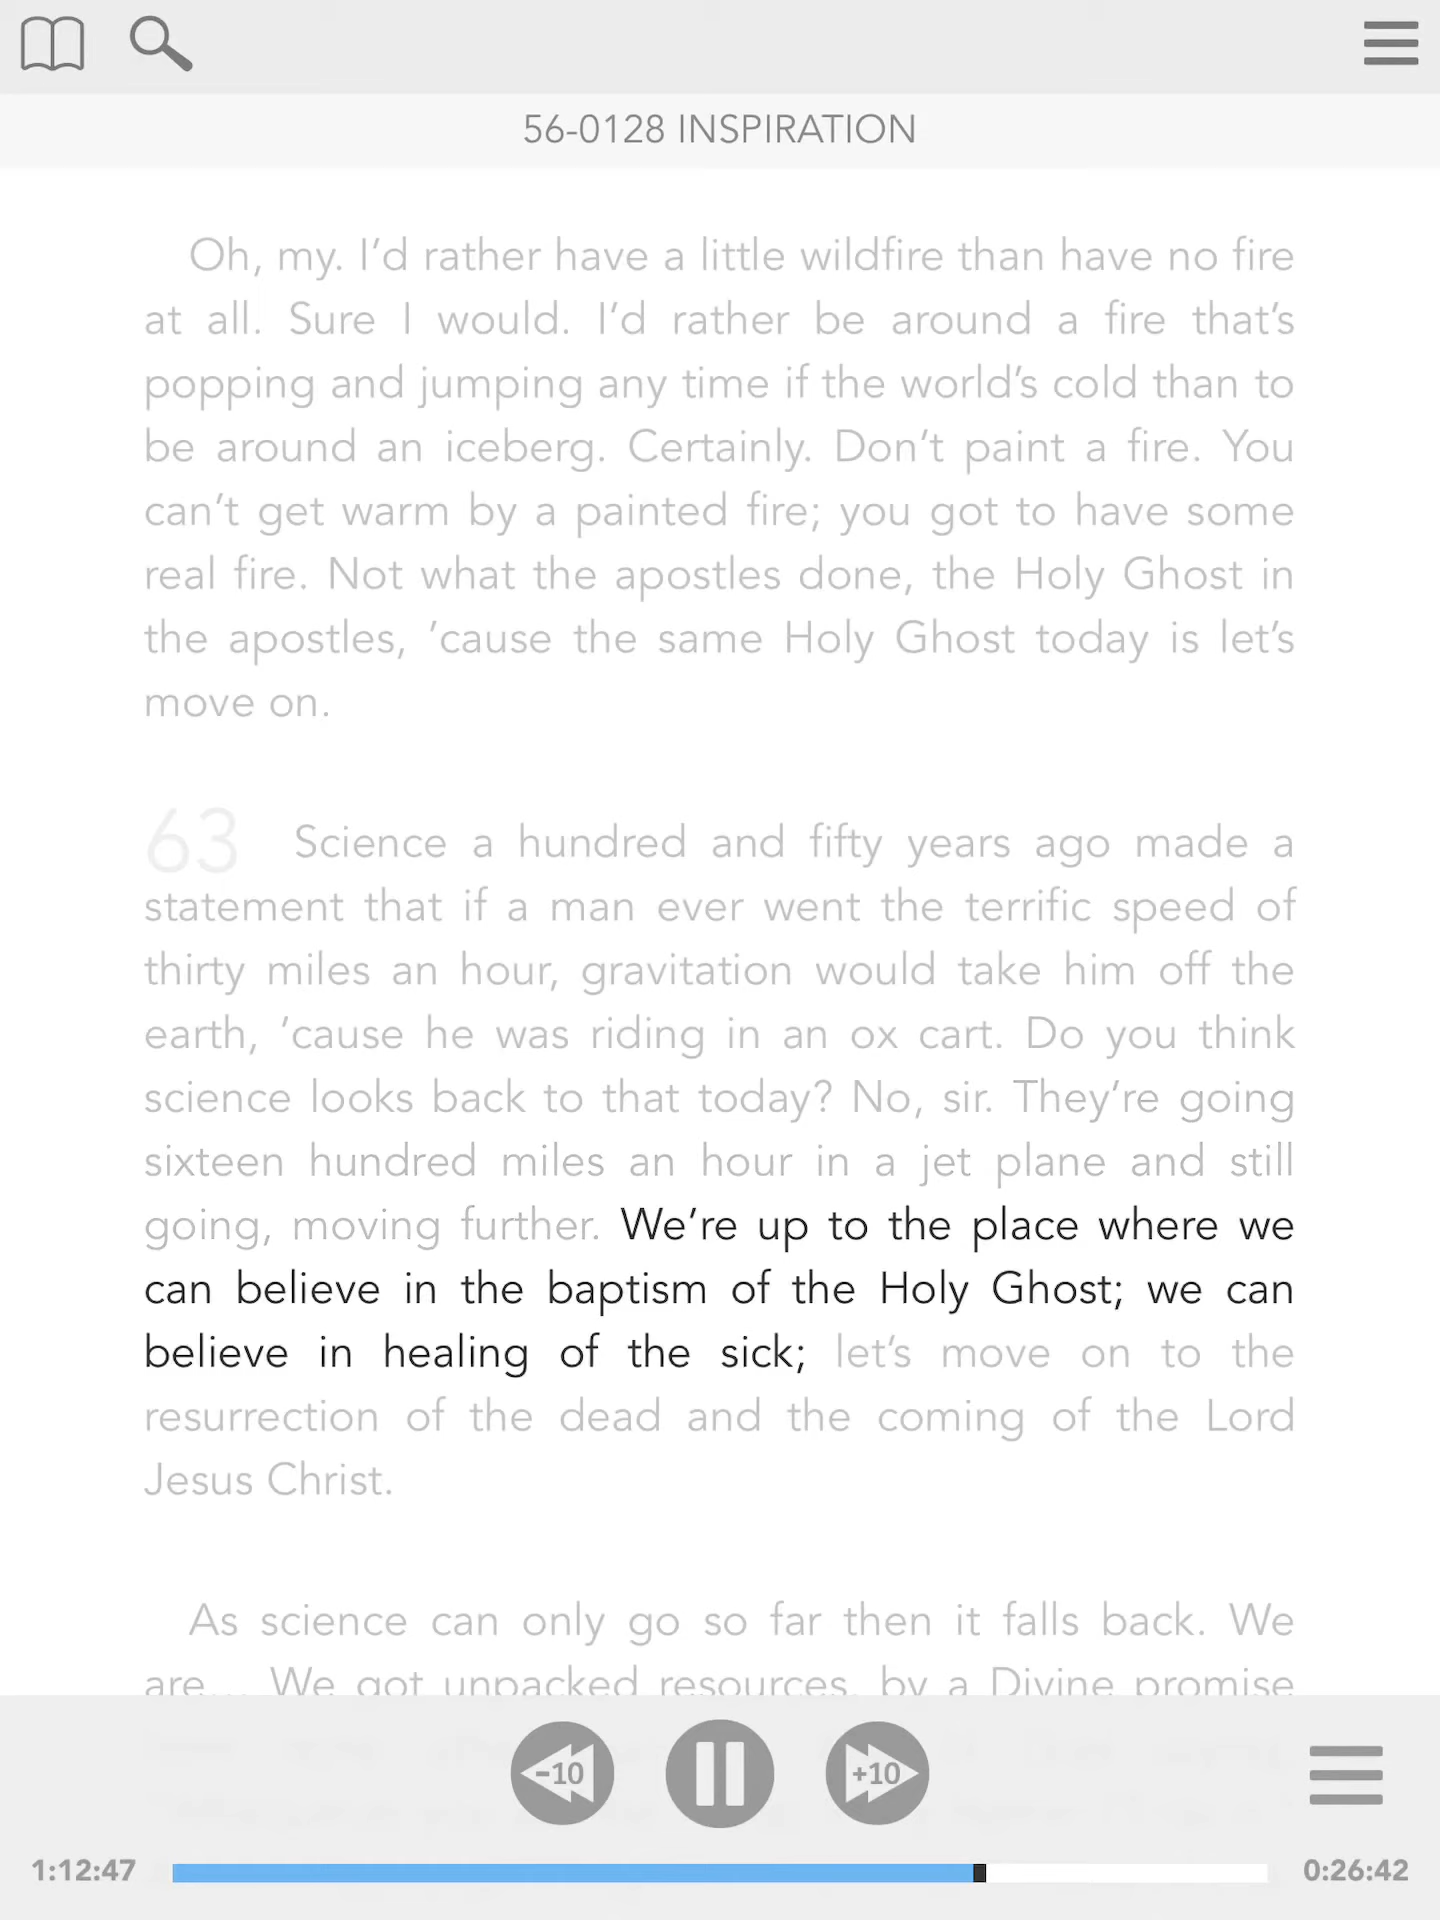 56-0128 INSPIRATION
Oh, my. I’d rather have a little wildfire than have no fire
at all. Sure I would. I’d rather be around a fire that’s
popping and jumping any time if the world’s cold than to
be around an iceberg. Certainly. Don’t paint a fire. You
can’t get warm by a painted fire; you got to have some
real fire. Not what the apostles done, the Holy Ghost in
the apostles, ’cause the same Holy Ghost today is let’s
move on.
63 Science a hundred and fifty years ago made a
statement that if a man ever went the terrific speed of
thirty miles an hour, gravitation would take him off the
earth, ’cause he was riding in an ox cart. Do you think
science looks back to that today? No, sir. They’re going
sixteen hundred miles an hour in a jet plane and still
going, moving further. We’re up to the place where we
can believe in the baptism of the Holy Ghost; we can
believe in healing of the sick; let’s move on to the
resurrection of the dead and the coming of the Lord
Jesus Christ.
As science can only go so far then it falls back. We
are... We got unpacked resources, by a Divine promise
-10 +10
1:12:47 0:26:42